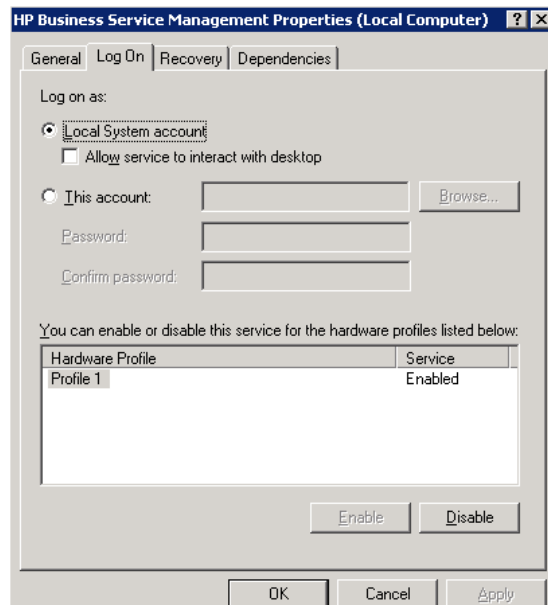 HP Business Service Management Properties (Local Computer)
General Log On Recovery Dependencies
Log on as:
Local System account
Allow service to interact with desktop
This account: Browse...
Password:
Confirm password:
You can enable or disable this service for the hardware profiles listed below:
Hardware Profile Service
Profile 1 Enabled
Enable Disable
OK Cancel Apply